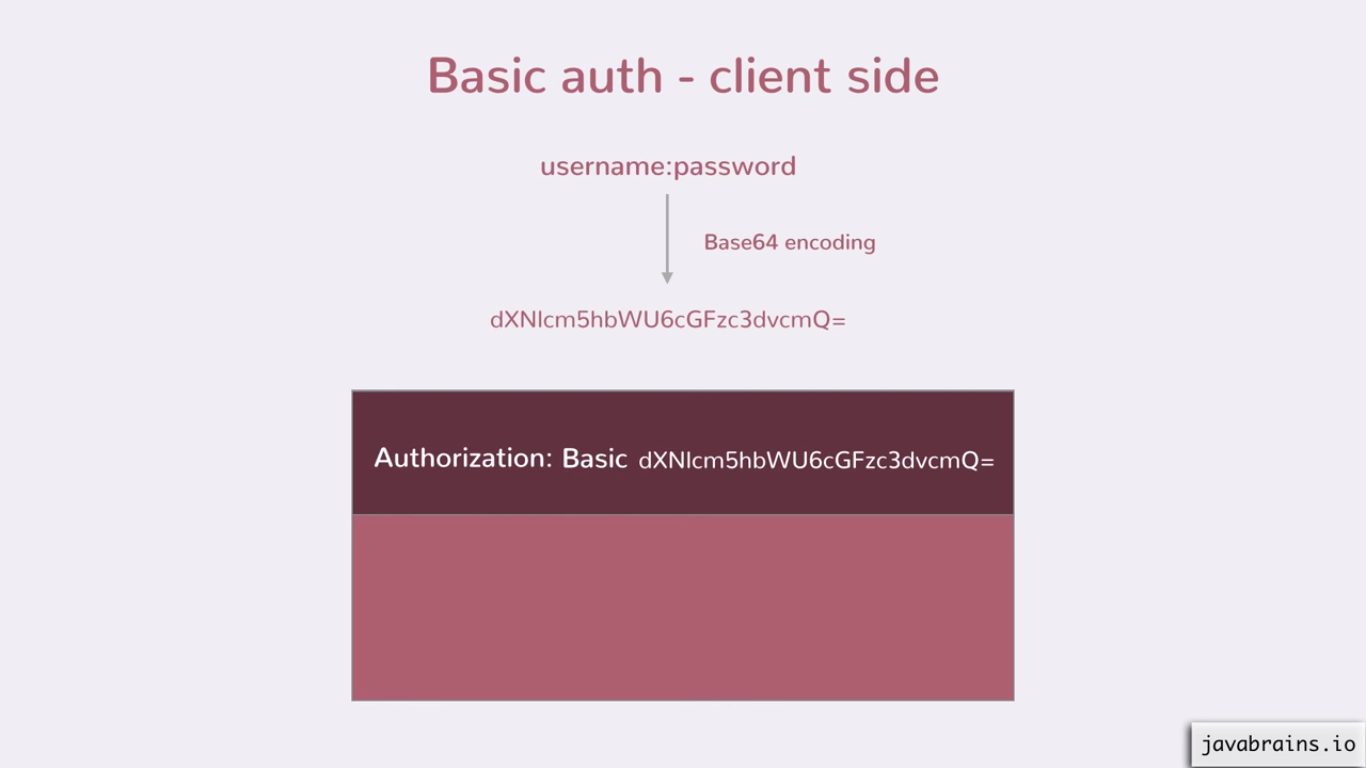 Basic auth - client side
username:password
Base64 encoding
dXNlcm5hbWU6cGFzc3dvcmQ=
Authorization: Basic dXNlcm5hbWU6cGFzc3dvcmQ=
javabrains.io